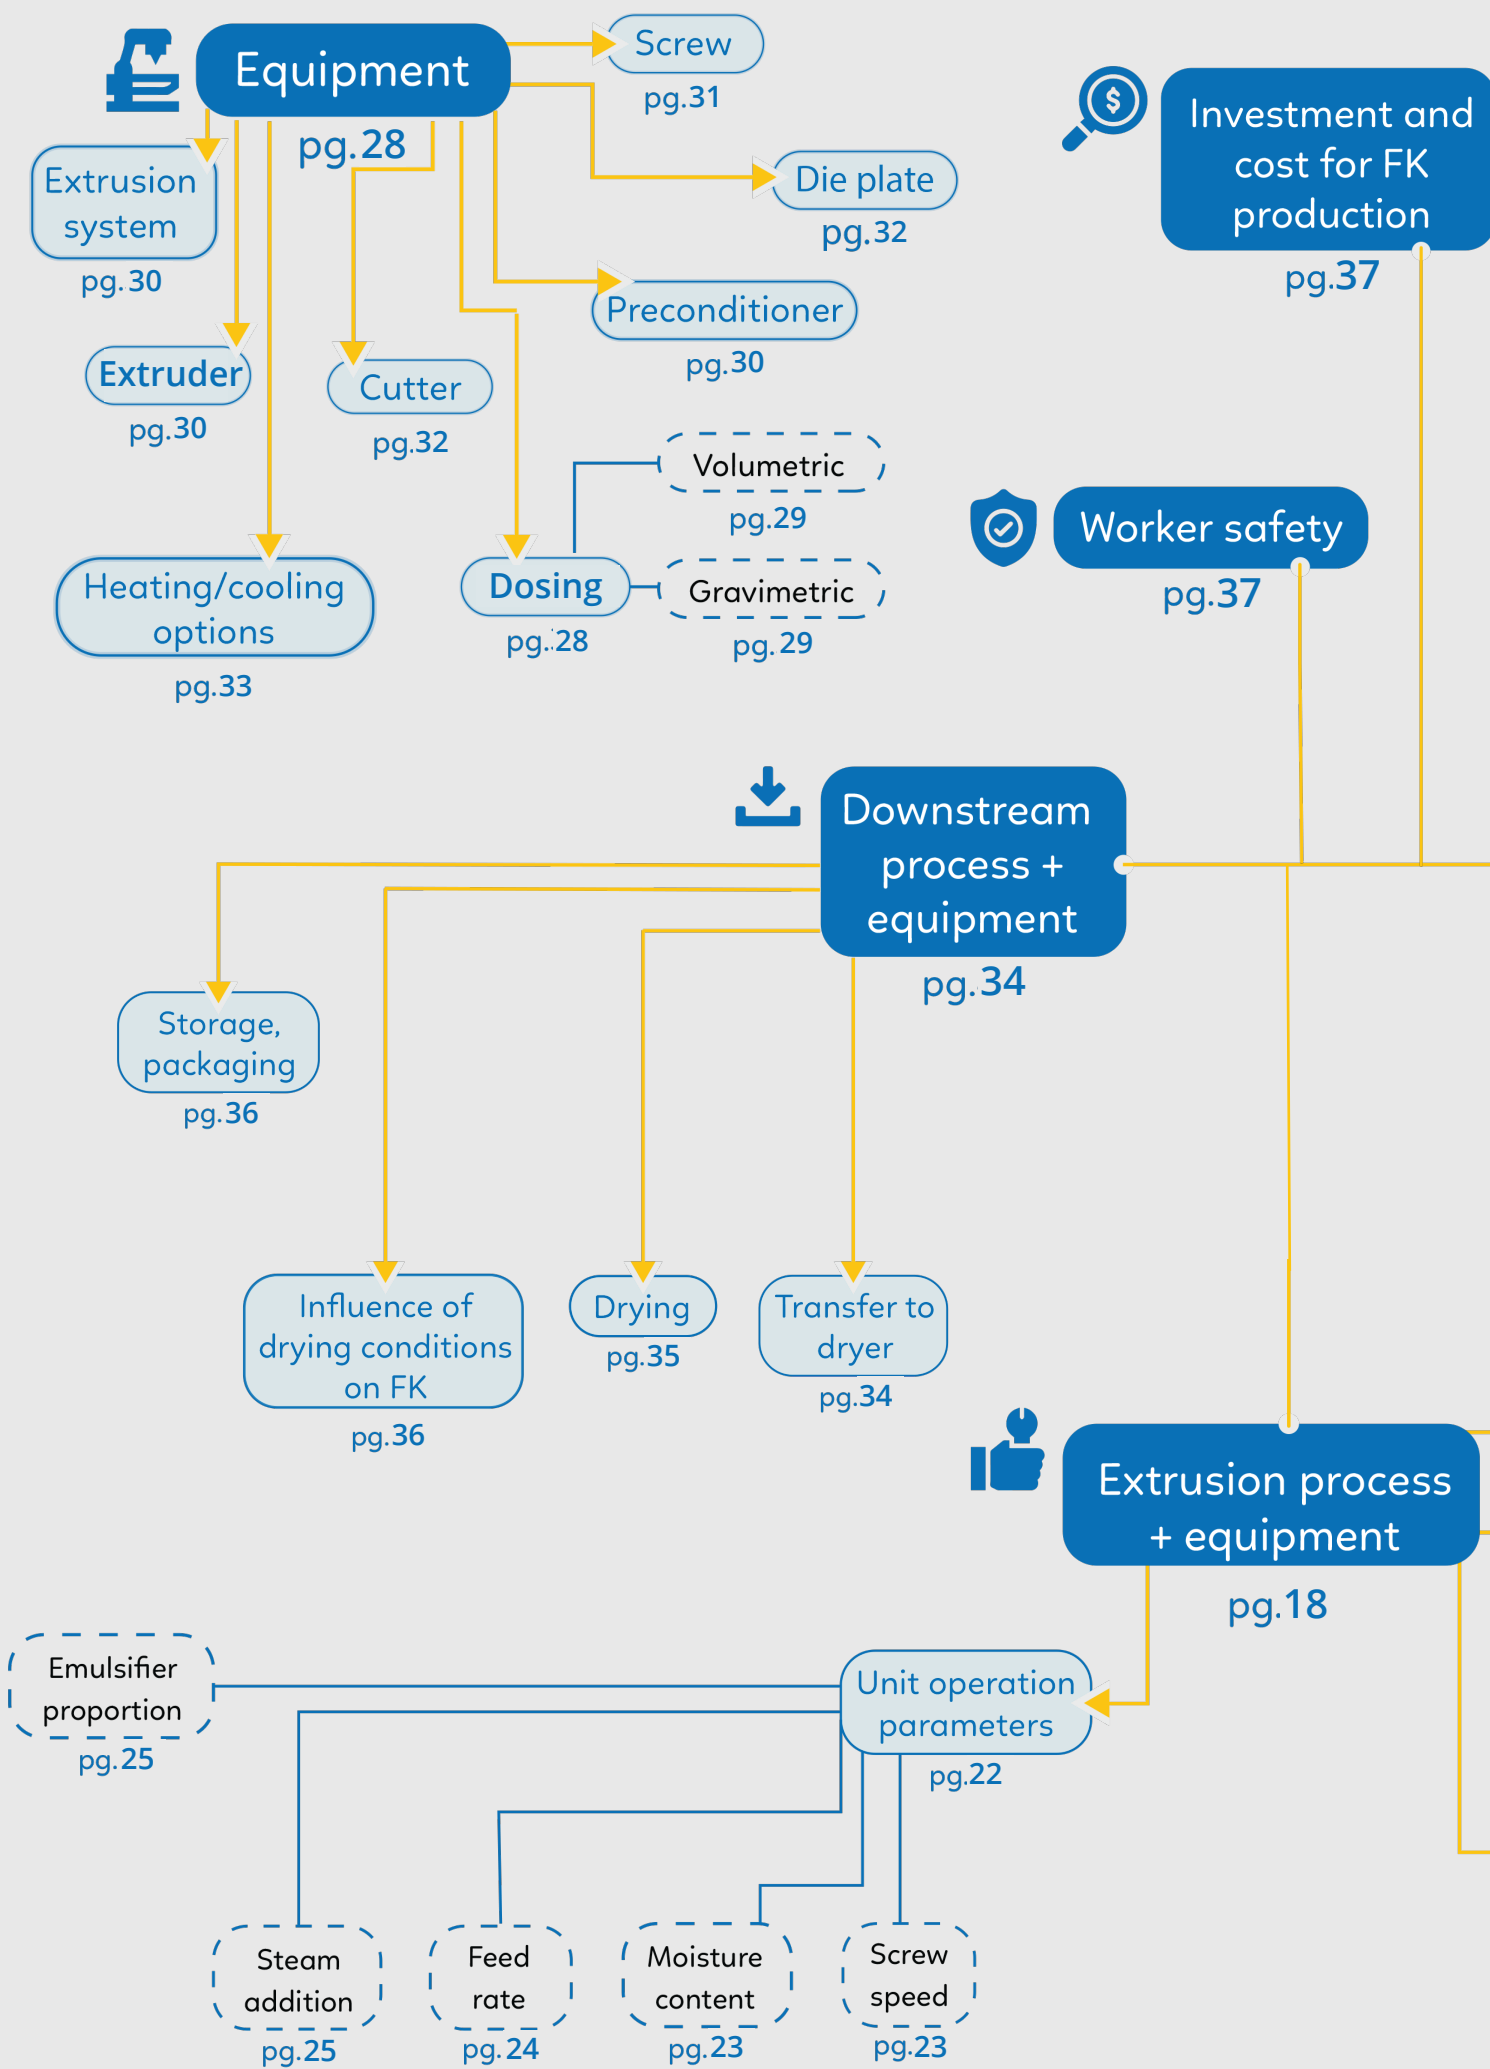 Equipment
pg.28
Screw
pg.31
Die plate
pg.32
Investment and
cost for FK
production
pg.37
Extrusion
system
pg.30
Preconditioner
pg.30
Extruder
pg.30
Cutter
pg.32
Volumetric
pg.29
Heating/cooling
options
pg.33
Dosing
pg.28
Gravimetric
pg.29
Worker safety
pg.37
Downstream
process +
equipment
pg.34
Storage,
packaging
pg.36
Influence of
drying conditions
on FK
pg.36
Drying
pg.35
Transfer to
dryer
pg.34
Extrusion process
+ equipment
pg.18
Emulsifier
proportion
pg.25
Unit operation
parameters
pg.22
Steam
addition
pg.25
Feed
rate
pg.24
Moisture
content
pg.23
Screw
speed
pg.23